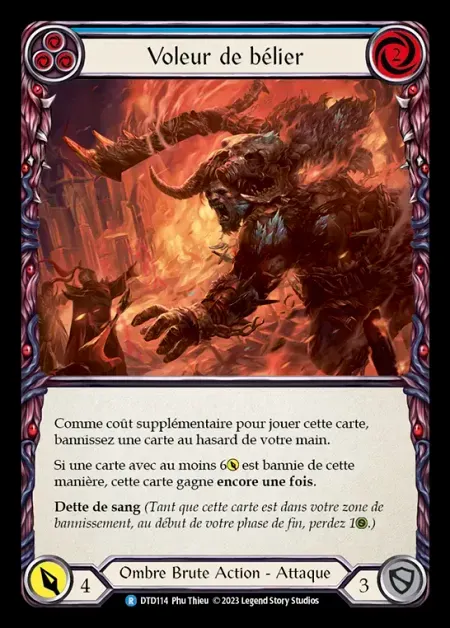 Voleur de bélier
2
Comme coût supplémentaire pour jouer cette carte,
bannissez une carte au hasard de votre main.
Si une carte avec au moins 6 est bannie de cette
manière, cette carte gagne encore une fois.
Dette de sang (Tant que cette carte est dans votre zone de
bannissement, au début de votre phase de fin, perdez 1.)
4
Ombre Brute Action - Attaque
3
R DTD114 Phu Thieu © 2023 Legend Story Studios